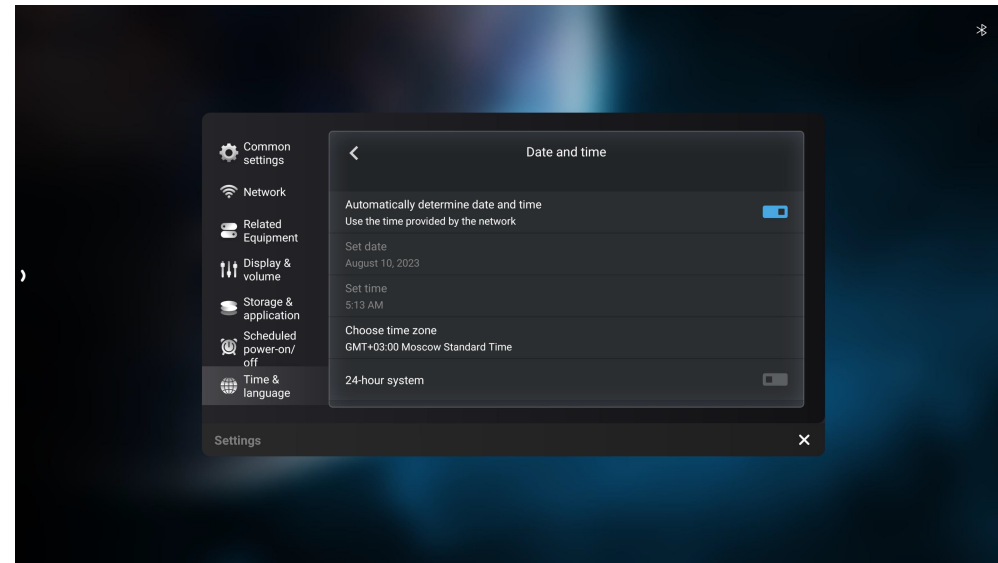 Common
settings
Network
Related
Equipment
Display &
volume
Storage &
application
Scheduled
power-on/
off
Time &
language
Date and time
Automatically determine date and time
Use the time provided by the network
Set date
August 10, 2023
Set time
5:13 AM
Choose time zone
GMT+03:00 Moscow Standard Time
24-hour system
Settings